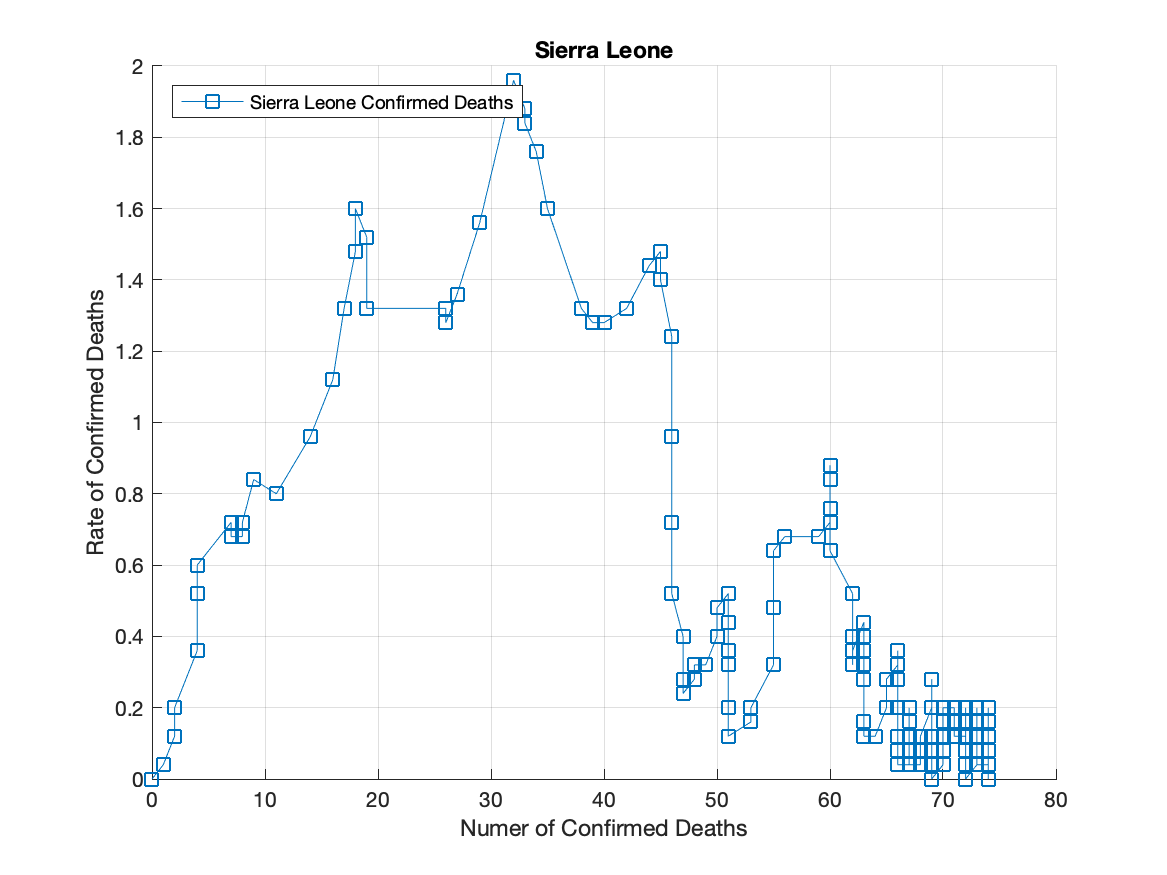 Sierra Leone
Sierra Leone Confirmed Deaths
2
1.8
1.6
1.4
1.2
1
0.8
0.6
0.4
0.2
0
Rate of Confirmed Deaths
0 10 20 30 40 50 60 70 80
Numer of Confirmed Deaths